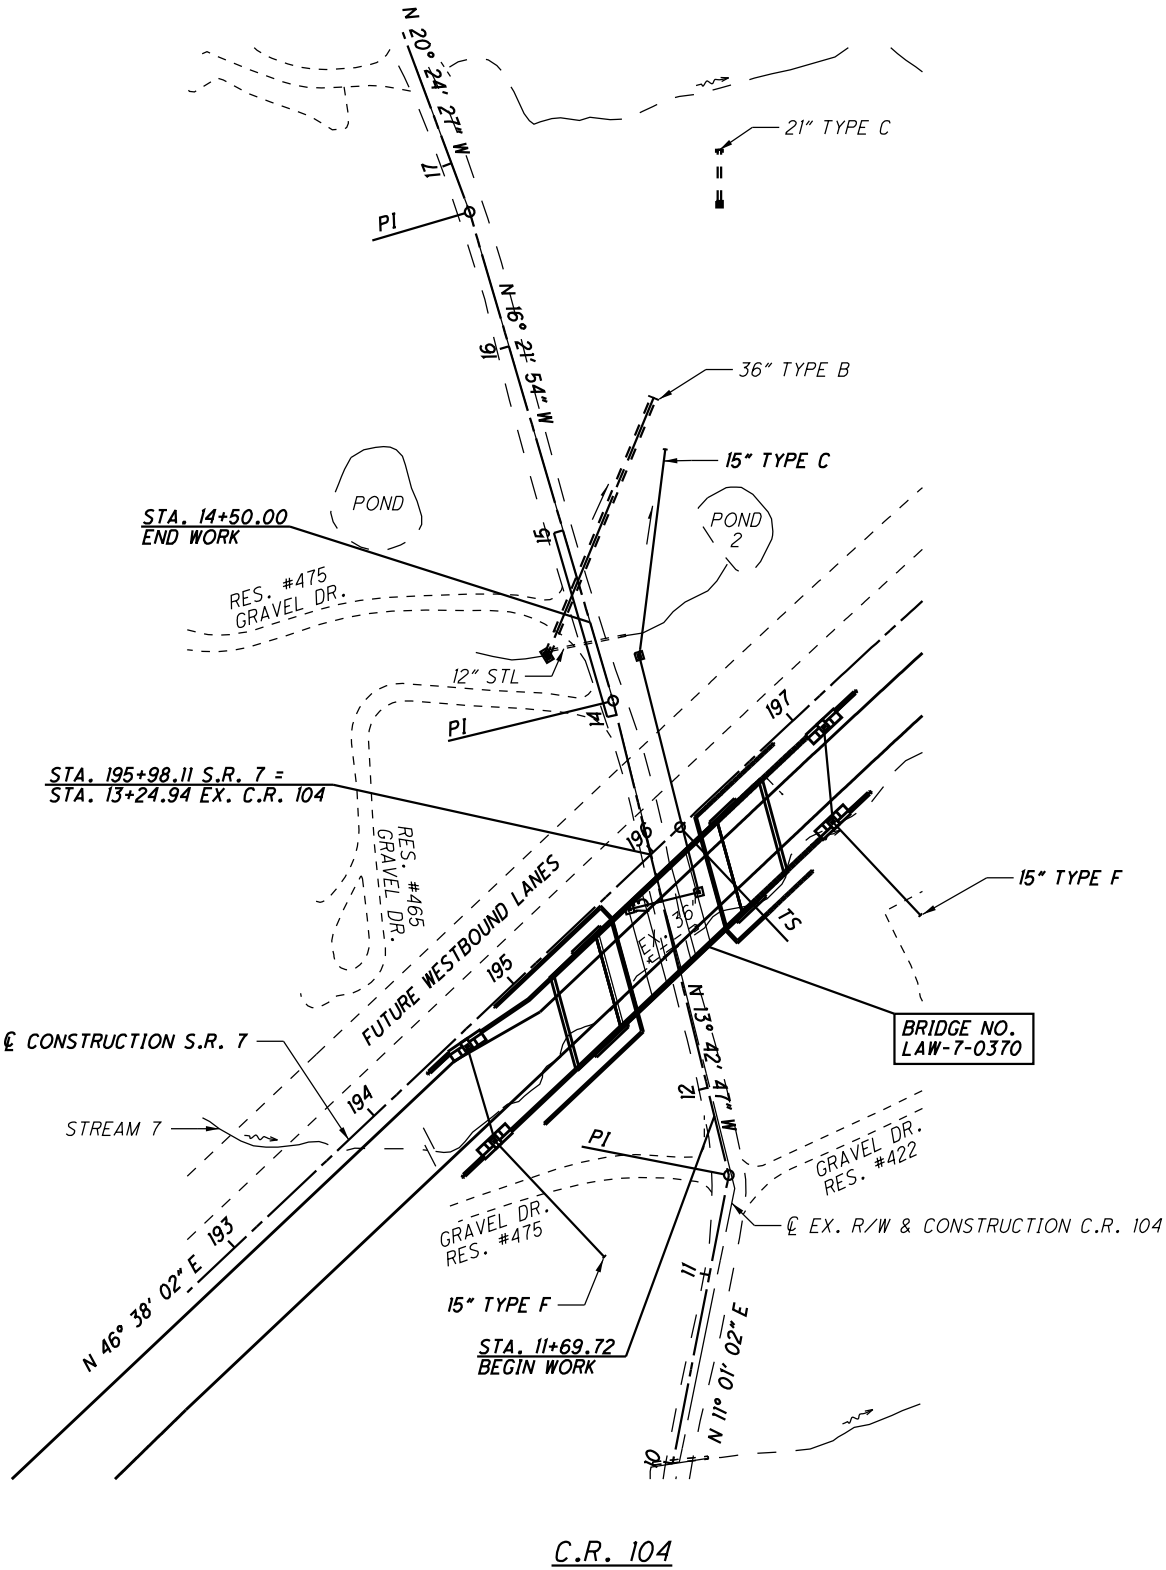 N 20° 24' 27" W
21" TYPE C
17
PI
N 16° 21' 54" W
16
36" TYPE B
15" TYPE C
POND
STA. 14+50.00
END WORK
POND
2
15
RES. #475
GRAVEL DR.
12" STL
197
14
PI
STA. 195+98.11 S.R. 7 =
STA. 13+24.94 EX. C.R. 104
196
RES. #465
GRAVEL DR.
15" TYPE F
FUTURE WESTBOUND LANES
13
TS
EX. 36"
195
N 13° 42' 47" W
BRIDGE NO.
LAW-7-0370
℄ CONSTRUCTION S.R. 7
12
194
STREAM 7
PI
GRAVEL DR.
RES. #422
193
GRAVEL DR.
RES. #475
℄ EX. R/W & CONSTRUCTION C.R. 104
11
N 46° 38' 02" E
15" TYPE F
STA. 11+69.72
BEGIN WORK
N 11° 01' 02" E
10
C.R. 104